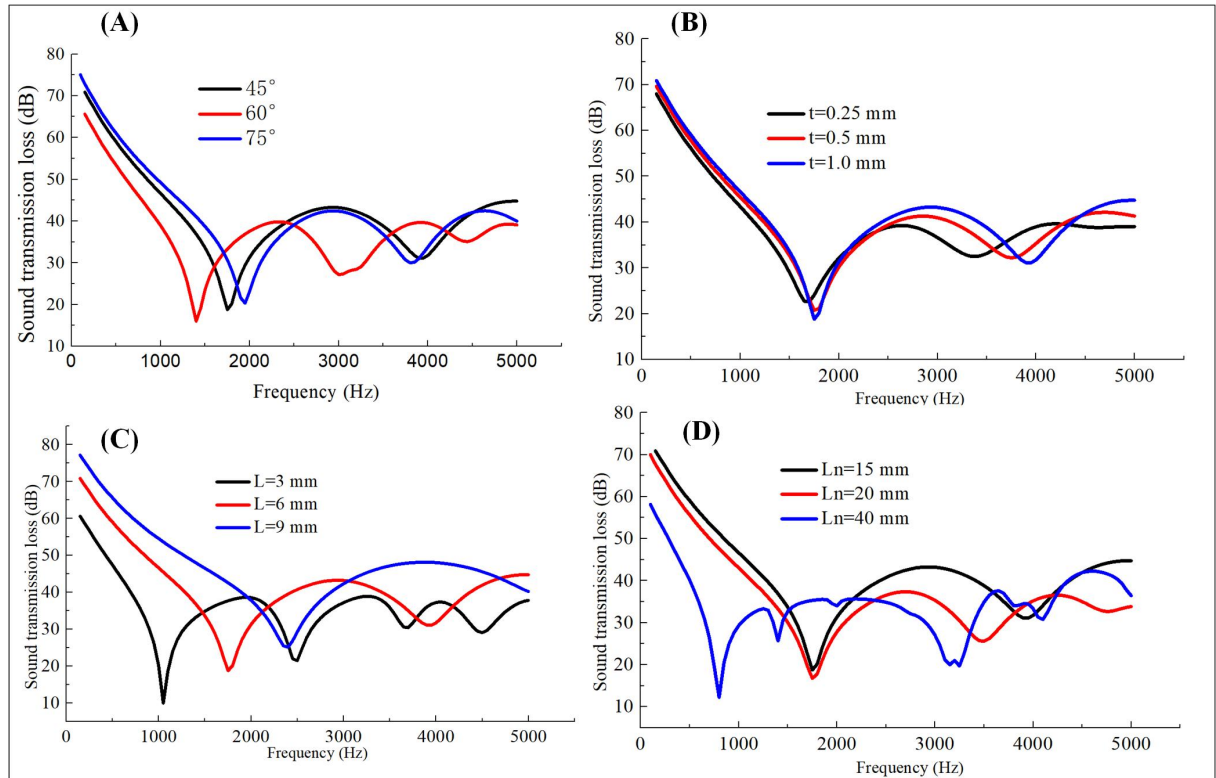 (A)
80
70
60
50
40
30
20
10
Sound transmission loss (dB)
45°
60°
75°
0
1000
2000
3000
4000
5000
Frequency (Hz)
(B)
80
70
60
50
40
30
20
10
Sound transmission loss (dB)
t=0.25 mm
t=0.5 mm
t=1.0 mm
0
1000
2000
3000
4000
5000
Frequency (Hz)
(C)
80
70
60
50
40
30
20
10
Sound transmission loss (dB)
L=3 mm
L=6 mm
L=9 mm
0
1000
2000
3000
4000
5000
Frequency (Hz)
(D)
80
70
60
50
40
30
20
10
Sound transmission loss (dB)
Ln=15 mm
Ln=20 mm
Ln=40 mm
0
1000
2000
3000
4000
5000
Frequency (Hz)